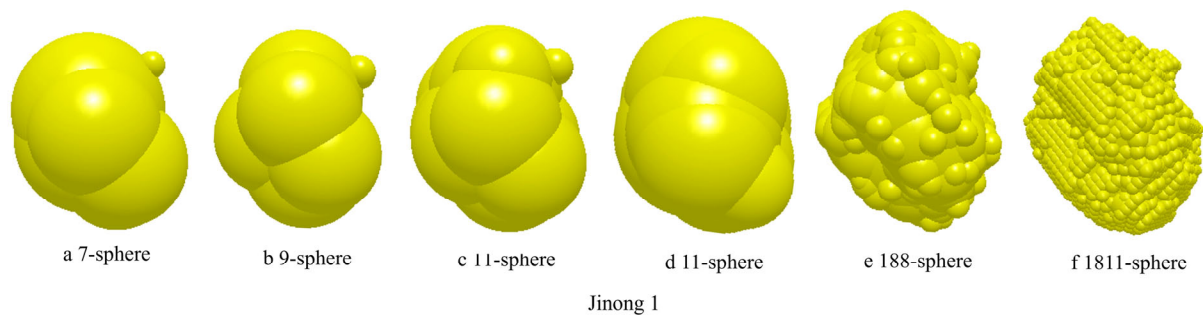 a 7-sphere
b 9-sphere
c 11-sphere
d 11-sphere
e 188-sphere
f 1811-sphere
Jinong 1